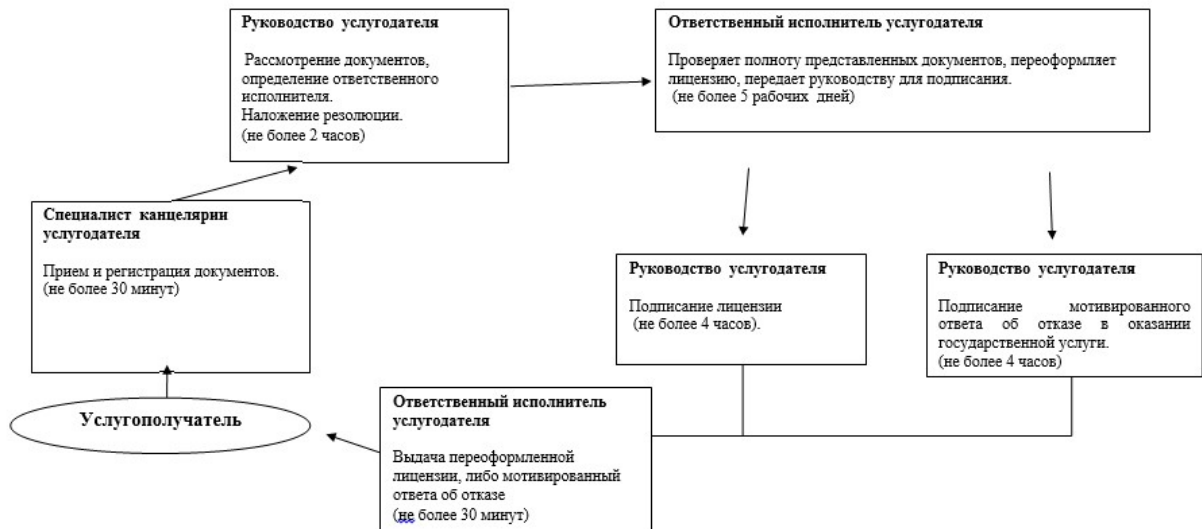 Руководство услугодателя
Рассмотрение документов,
определение ответственного
исполнителя.
Наложение резолюции.
(не более 2 часов)
Ответственный исполнитель услугодателя
Проверяет полноту представленных документов, переоформляет
лицензию, передает руководству для подписания.
(не более 5 рабочих дней)
Специалист канцелярии
услугодателя
Прием и регистрация документов.
(не более 30 минут)
Руководство услугодателя
Подписание лицензии
(не более 4 часов).
Руководство услугодателя
Подписание мотивированного
ответа об отказе в оказании
государственной услуги.
(не более 4 часов)
Услугополучатель
Ответственный исполнитель
услугодателя
Выдача переоформленной
лицензии, либо мотивированный
ответа об отказе
(не более 30 минут)